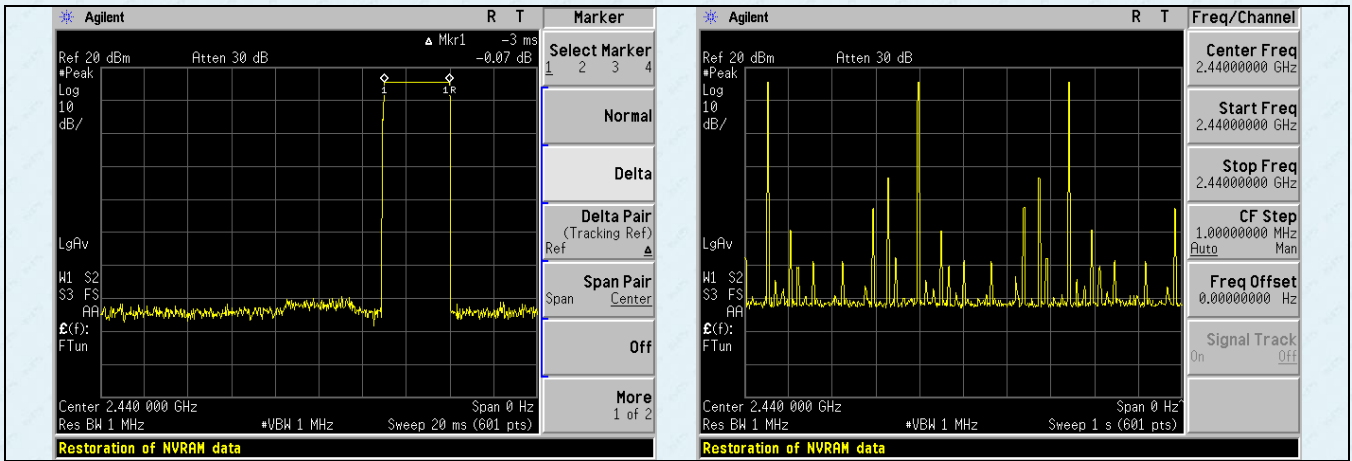 Agilent R T Marker
Δ Mkr1 -3 ms
Ref 20 dBm Atten 30 dB -0.07 dB
#Peak
Log
10
dB/
LgAv
W1 S2
S3 FS
AA
£(f):
FTun
1 1R
Center 2.440 000 GHz Span 0 Hz
Res BW 1 MHz #VBW 1 MHz Sweep 20 ms (601 pts)
Restoration of NVRAM data
Select Marker
1 2 3 4
Normal
Delta
Delta Pair
(Tracking Ref)
Ref Δ
Span Pair
Span Center
Off
More
1 of 2
Agilent R T Freq/Channel
Ref 20 dBm Atten 30 dB
#Peak
Log
10
dB/
LgAv
W1 S2
S3 FS
AA
£(f):
FTun
Center 2.440 000 GHz Span 0 Hz^
Res BW 1 MHz #VBW 1 MHz Sweep 1 s (601 pts)
Restoration of NVRAM data
Center Freq
2.44000000 GHz
Start Freq
2.44000000 GHz
Stop Freq
2.44000000 GHz
CF Step
1.00000000 MHz
Auto Man
Freq Offset
0.00000000 Hz
Signal Track
On Off